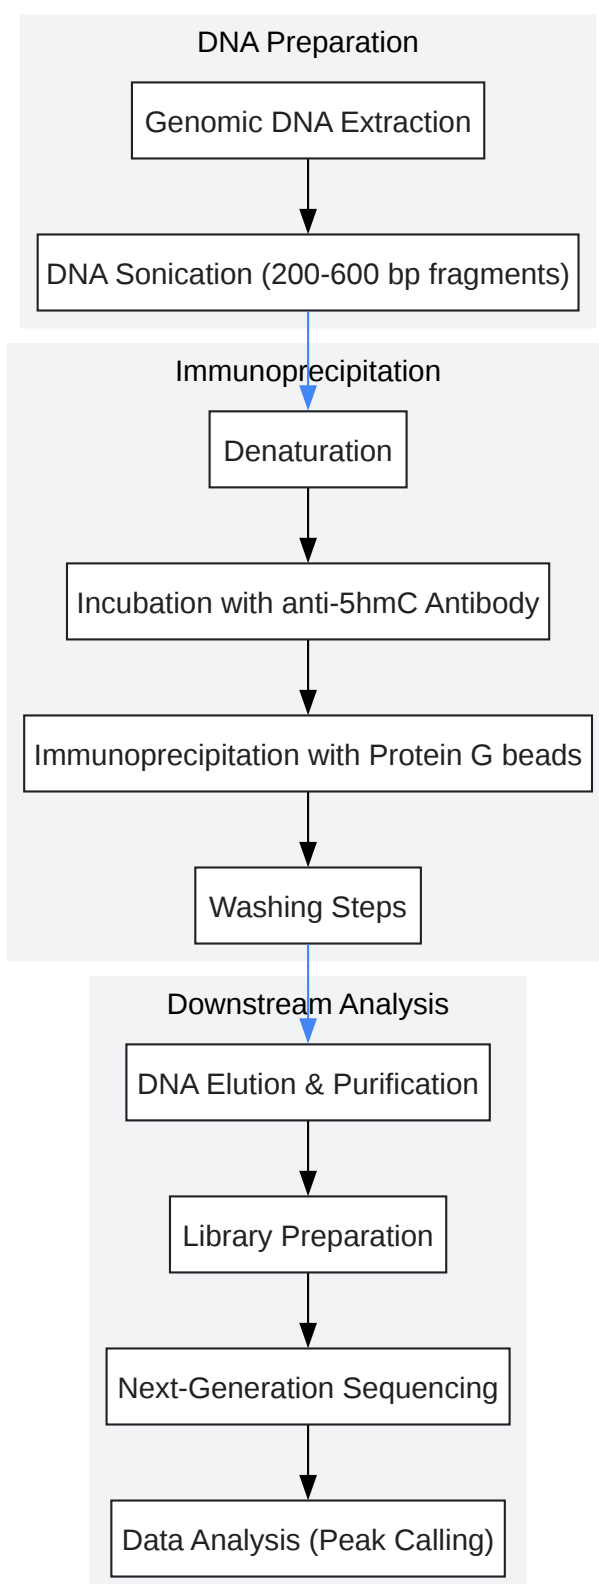 DNA Preparation
Genomic DNA Extraction
DNA Sonication (200-600 bp fragments)
Immunoprecipitation
Denaturation
Incubation with anti-5hmC Antibody
Immunoprecipitation with Protein G beads
Washing Steps
Downstream Analysis
DNA Elution & Purification
Library Preparation
Next-Generation Sequencing
Data Analysis (Peak Calling)